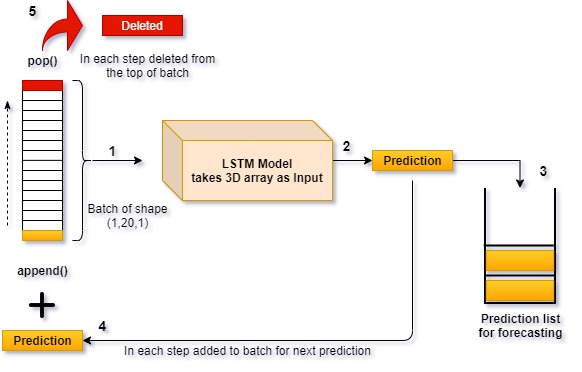 5
Deleted
pop()
In each step deleted from
the top of batch
1
LSTM Model
takes 3D array as Input
2
Prediction
3
Batch of shape
(1,20,1)
append()
Prediction list
for forecasting
4
Prediction
In each step added to batch for next prediction